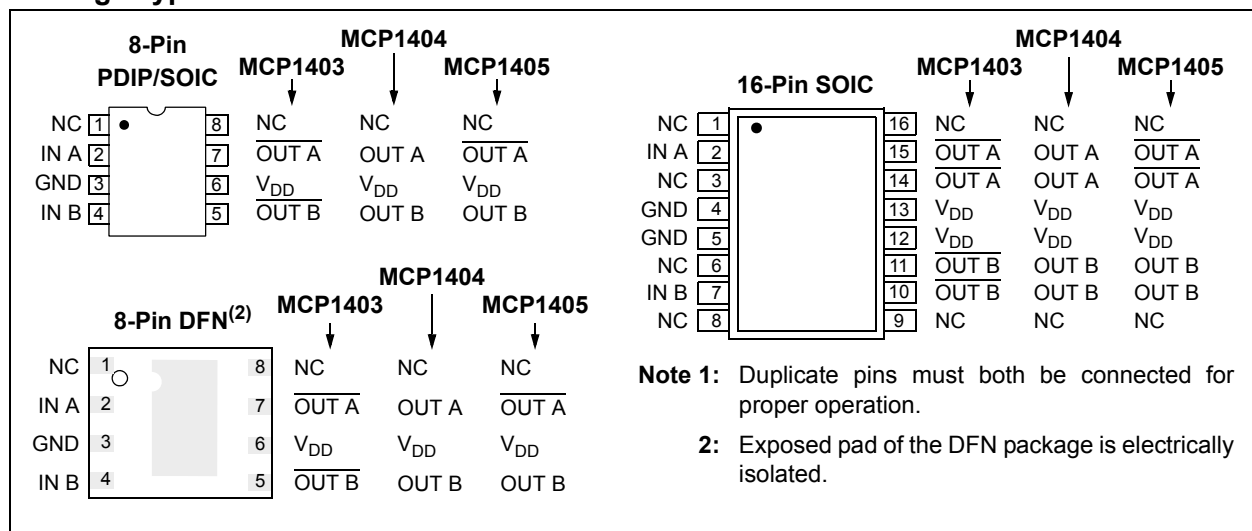 8-Pin
PDIP/SOIC
MCP1403 MCP1404 MCP1405
NC 1 8 NC NC NC
IN A 2 7 OUT A OUT A OUT A
GND 3 6 VDD VDD VDD
IN B 4 5 OUT B OUT B OUT B
8-Pin DFN(2)
MCP1403 MCP1404 MCP1405
NC 1 8 NC NC NC
IN A 2 7 OUT A OUT A OUT A
GND 3 6 VDD VDD VDD
IN B 4 5 OUT B OUT B OUT B
16-Pin SOIC
MCP1403 MCP1404 MCP1405
NC 1 16 NC NC NC
IN A 2 15 OUT A OUT A OUT A
NC 3 14 OUT A OUT A OUT A
GND 4 13 VDD VDD VDD
GND 5 12 VDD VDD VDD
NC 6 11 OUT B OUT B OUT B
IN B 7 10 OUT B OUT B OUT B
NC 8 9 NC NC NC
Note 1: Duplicate pins must both be connected for
proper operation.
2: Exposed pad of the DFN package is electrically
isolated.